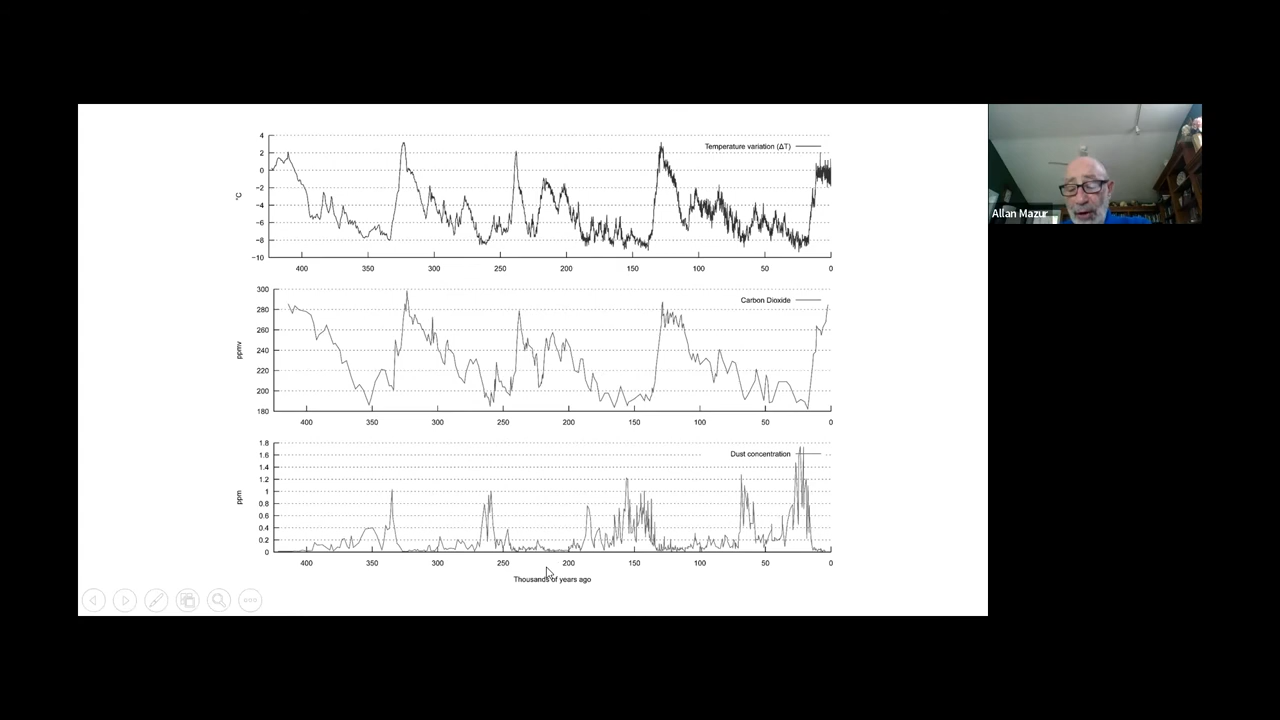 4
2
0
−2
−4
−6
−8
−10
°C
Temperature variation (ΔT)
400 350 300 250 200 150 100 50 0
300
280
260
240
220
200
180
ppmv
Carbon Dioxide
400 350 300 250 200 150 100 50 0
1.8
1.6
1.4
1.2
1
0.8
0.6
0.4
0.2
0
ppm
Dust concentration
400 350 300 250 200 150 100 50 0
Thousands of years ago
Allan Mazur